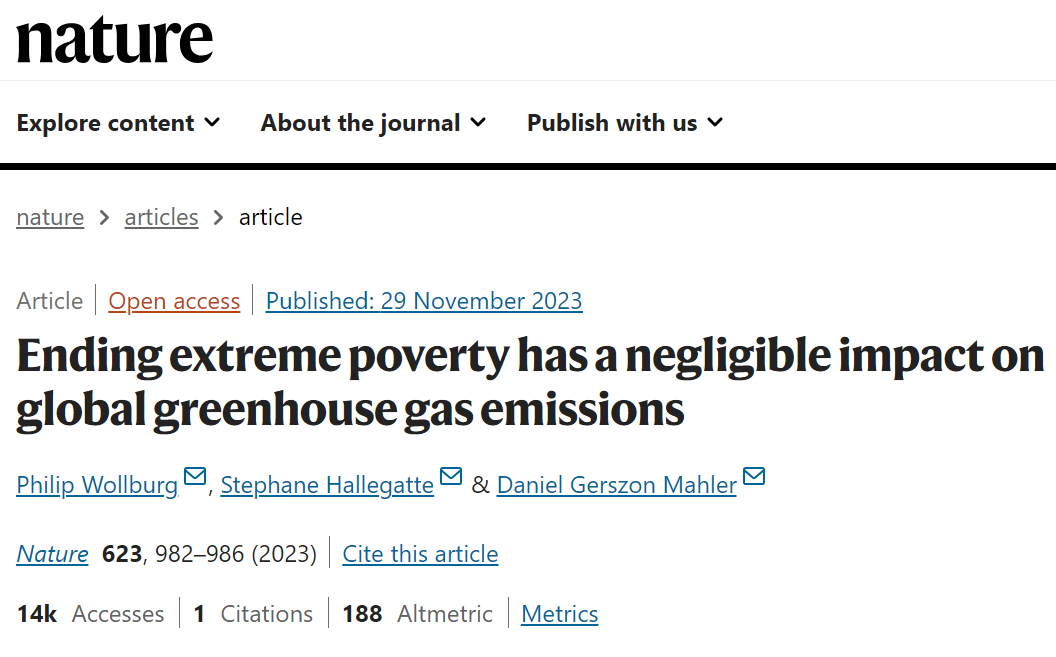 nature
Explore content About the journal Publish with us
nature > articles > article
Article | Open access | Published: 29 November 2023
Ending extreme poverty has a negligible impact on
global greenhouse gas emissions
Philip Wollburg, Stephane Hallegatte & Daniel Gerszon Mahler
Nature 623, 982–986 (2023) | Cite this article
14k Accesses | 1 Citations | 188 Altmetric | Metrics